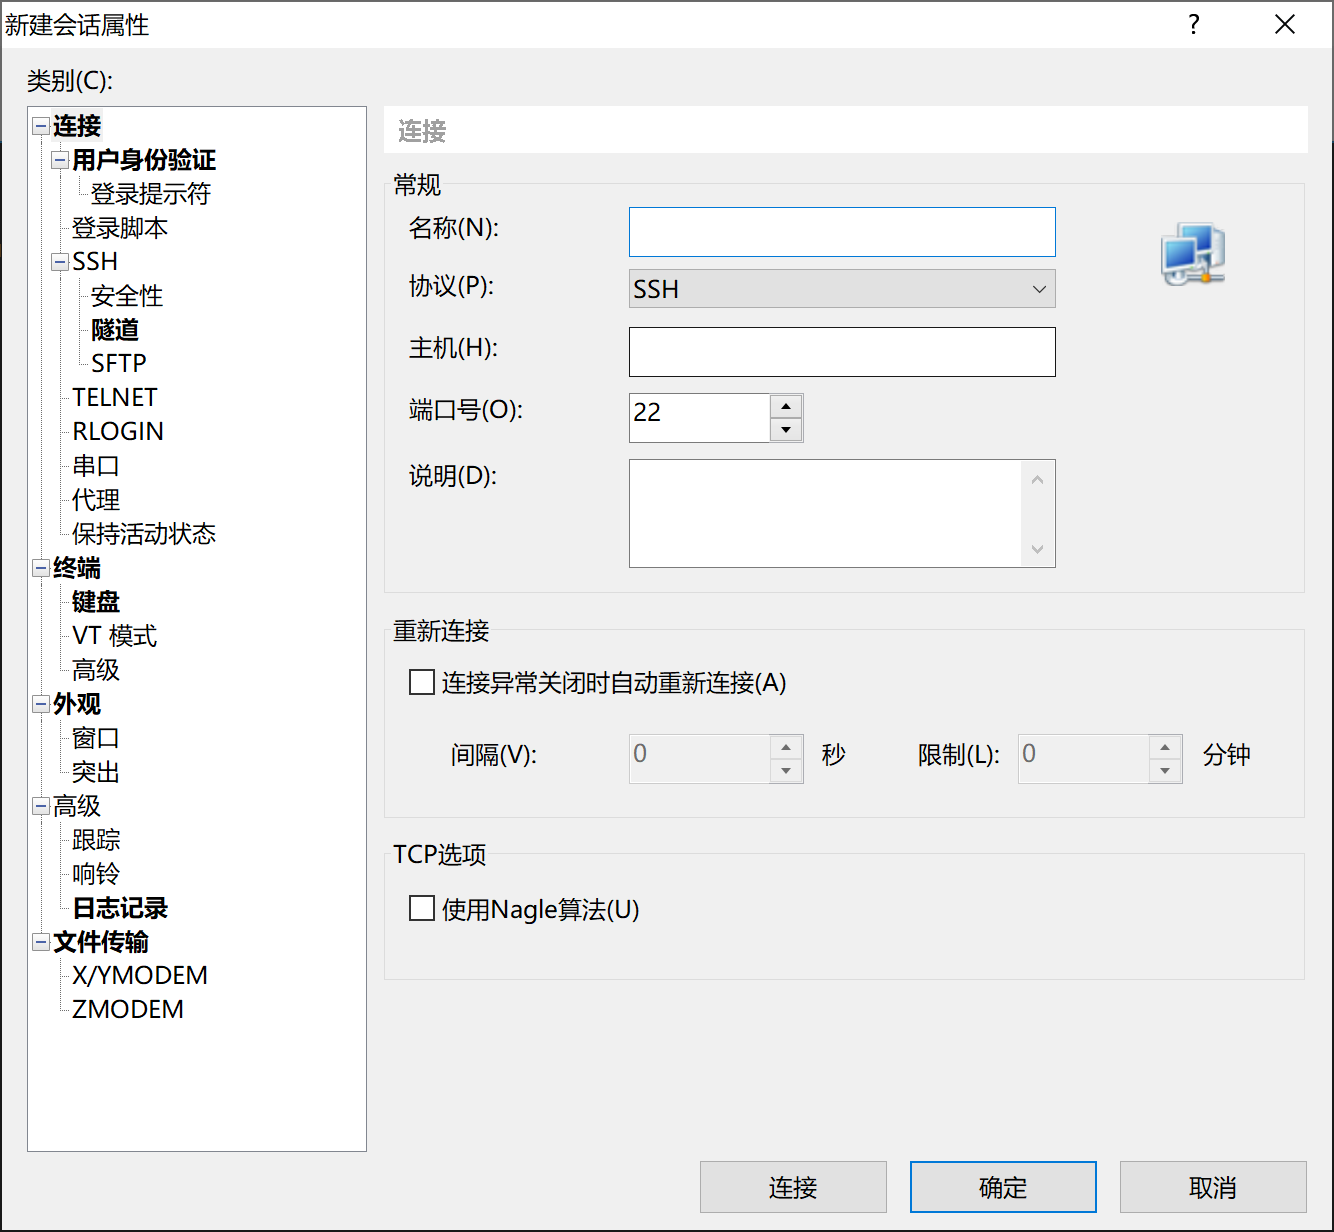 新建会话属性
类别(C):
连接
用户身份验证
登录提示符
登录脚本
SSH
安全性
隧道
SFTP
TELNET
RLOGIN
串口
代理
保持活动状态
终端
键盘
VT 模式
高级
外观
窗口
突出
高级
跟踪
响铃
日志记录
文件传输
X/YMODEM
ZMODEM
连接
常规
名称(N):
协议(P): SSH
主机(H):
端口号(O): 22
说明(D):
重新连接
连接异常关闭时自动重新连接(A)
间隔(V): 0 秒 限制(L): 0 分钟
TCP选项
使用Nagle算法(U)
连接 确定 取消